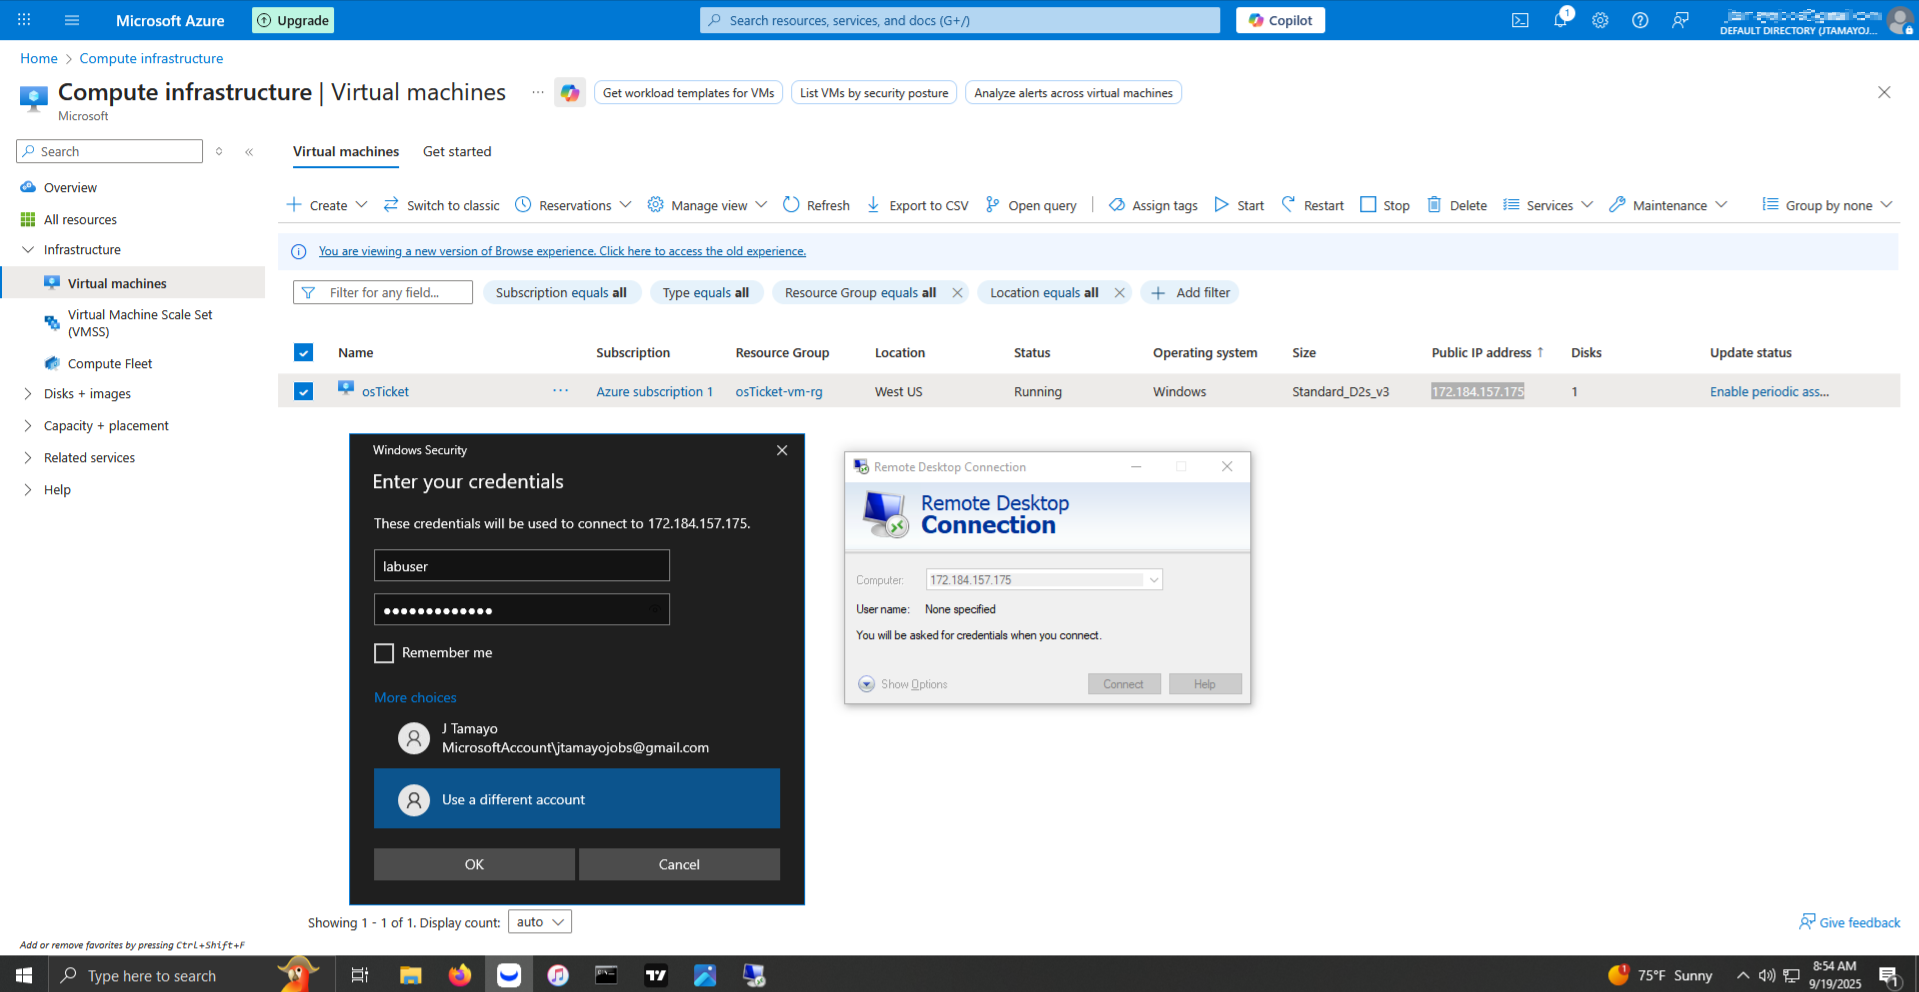 Microsoft Azure
Upgrade
Search resources, services, and docs (G+/)
Copilot
1
DEFAULT DIRECTORY (JTAMAYOJ...
Home > Compute infrastructure
Compute infrastructure | Virtual machines
...
Get workload templates for VMs
List VMs by security posture
Analyze alerts across virtual machines
Microsoft
Search
Overview
All resources
Infrastructure
Virtual machines
Virtual Machine Scale Set
(VMSS)
Compute Fleet
Disks + images
Capacity + placement
Related services
Help
Virtual machines
Get started
Create
Switch to classic
Reservations
Manage view
Refresh
Export to CSV
Open query
Assign tags
Start
Restart
Stop
Delete
Services
Maintenance
Group by none
You are viewing a new version of Browse experience. Click here to access the old experience.
Filter for any field...
Subscription equals all
Type equals all
Resource Group equals all
Location equals all
Add filter
Name Subscription Resource Group Location Status Operating system Size Public IP address ↑ Disks Update status
osTicket ... Azure subscription 1 osTicket-vm-rg West US Running Windows Standard_D2s_v3 172.184.157.175 1 Enable periodic ass...
Windows Security
Enter your credentials
These credentials will be used to connect to 172.184.157.175.
labuser
●●●●●●●●●●●●●
Remember me
More choices
J Tamayo
MicrosoftAccount\jtamayojobs@gmail.com
Use a different account
OK
Cancel
Remote Desktop Connection
Remote Desktop
Connection
Computer: 172.184.157.175
User name: None specified
You will be asked for credentials when you connect.
Show Options
Connect
Help
Showing 1 - 1 of 1. Display count: auto
Give feedback
Add or remove favorites by pressing Ctrl+Shift+F
Type here to search
75°F Sunny
8:54 AM
9/19/2025
1